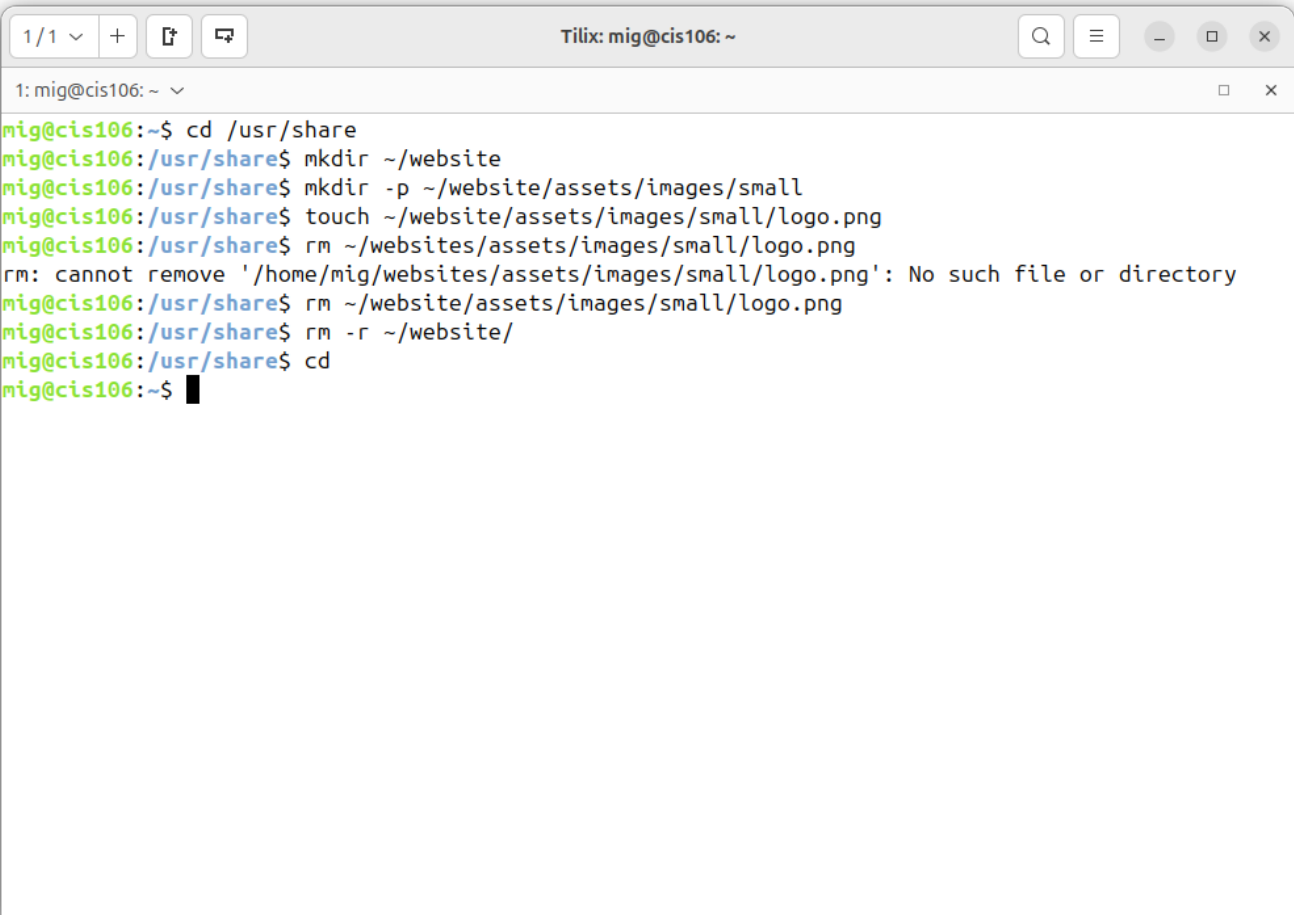 1 / 1
Tilix: mig@cis106: ~
1: mig@cis106: ~
mig@cis106:~$ cd /usr/share
mig@cis106:/usr/share$ mkdir ~/website
mig@cis106:/usr/share$ mkdir -p ~/website/assets/images/small
mig@cis106:/usr/share$ touch ~/website/assets/images/small/logo.png
mig@cis106:/usr/share$ rm ~/websites/assets/images/small/logo.png
rm: cannot remove '/home/mig/websites/assets/images/small/logo.png': No such file or directory
mig@cis106:/usr/share$ rm ~/website/assets/images/small/logo.png
mig@cis106:/usr/share$ rm -r ~/website/
mig@cis106:/usr/share$ cd
mig@cis106:~$